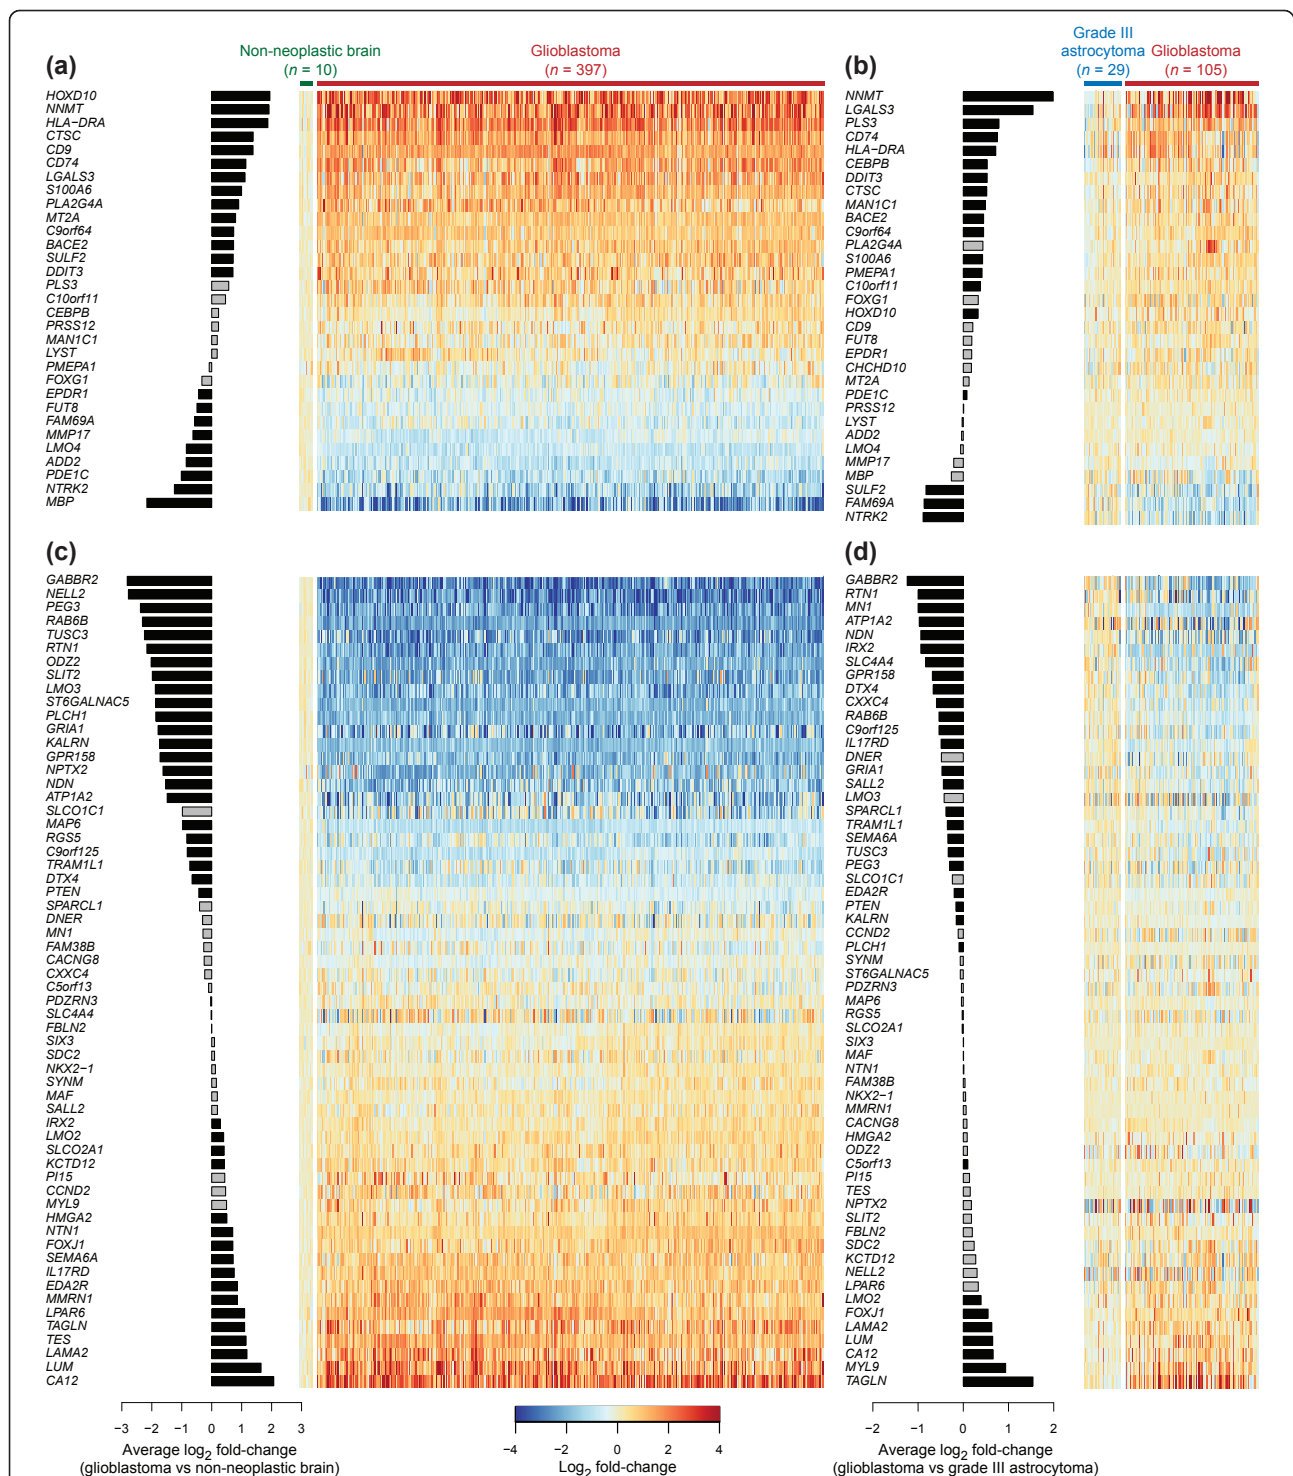 (a)
Non-neoplastic brain
(n = 10)
Glioblastoma
(n = 397)
HOXD10
NNMT
HLA−DRA
CTSC
CD9
CD74
LGALS3
S100A6
PLA2G4A
MT2A
C9orf64
BACE2
SULF2
DDIT3
PLS3
C10orf11
CEBPB
PRSS12
MAN1C1
LYST
PMEPA1
FOXG1
EPDR1
FUT8
FAM69A
MMP17
LMO4
ADD2
PDE1C
NTRK2
MBP
(b)
Grade III
astrocytoma
(n = 29)
Glioblastoma
(n = 105)
NNMT
LGALS3
PLS3
CD74
HLA−DRA
CEBPB
DDIT3
CTSC
MAN1C1
BACE2
C9orf64
PLA2G4A
S100A6
PMEPA1
C10orf11
FOXG1
HOXD10
CD9
FUT8
EPDR1
CHCHD10
MT2A
PDE1C
PRSS12
LYST
ADD2
LMO4
MMP17
MBP
SULF2
FAM69A
NTRK2
(c)
GABBR2
NELL2
PEG3
RAB6B
TUSC3
RTN1
ODZ2
SLIT2
LMO3
ST6GALNAC5
PLCH1
GRIA1
KALRN
GPR158
NPTX2
NDN
ATP1A2
SLCO1C1
MAP6
RGS5
C9orf125
TRAM1L1
DTX4
PTEN
SPARCL1
DNER
MN1
FAM38B
CACNG8
CXXC4
C5orf13
PDZRN3
SLC4A4
FBLN2
SIX3
SDC2
NKX2−1
SYNM
MAF
SALL2
IRX2
LMO2
SLCO2A1
KCTD12
PI15
CCND2
MYL9
HMGA2
NTN1
FOXJ1
SEMA6A
IL17RD
EDA2R
MMRN1
LPAR6
TAGLN
TES
LAMA2
LUM
CA12
−3 −2 −1 0 1 2 3
Average log2 fold-change
(glioblastoma vs non-neoplastic brain)
−4 −2 0 2 4
Log2 fold-change
(d)
GABBR2
RTN1
MN1
ATP1A2
NDN
IRX2
SLC4A4
GPR158
DTX4
CXXC4
RAB6B
C9orf125
IL17RD
DNER
GRIA1
SALL2
LMO3
SPARCL1
TRAM1L1
SEMA6A
TUSC3
PEG3
SLCO1C1
EDA2R
PTEN
KALRN
CCND2
PLCH1
SYNM
ST6GALNAC5
PDZRN3
MAP6
RGS5
SLCO2A1
SIX3
MAF
NTN1
FAM38B
NKX2−1
MMRN1
CACNG8
HMGA2
ODZ2
C5orf13
PI15
TES
NPTX2
SLIT2
FBLN2
SDC2
KCTD12
NELL2
LPAR6
LMO2
FOXJ1
LAMA2
LUM
CA12
MYL9
TAGLN
−2 −1 0 1 2
Average log2 fold-change
(glioblastoma vs grade III astrocytoma)